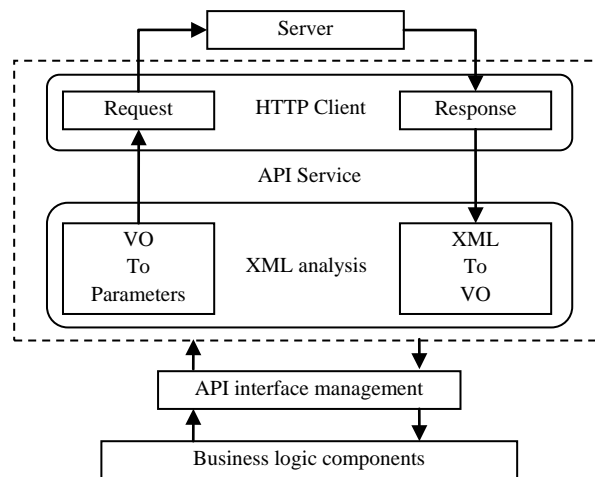 Server
Request
HTTP Client
Response
API Service
VO
To
Parameters
XML analysis
XML
To
VO
API interface management
Business logic components